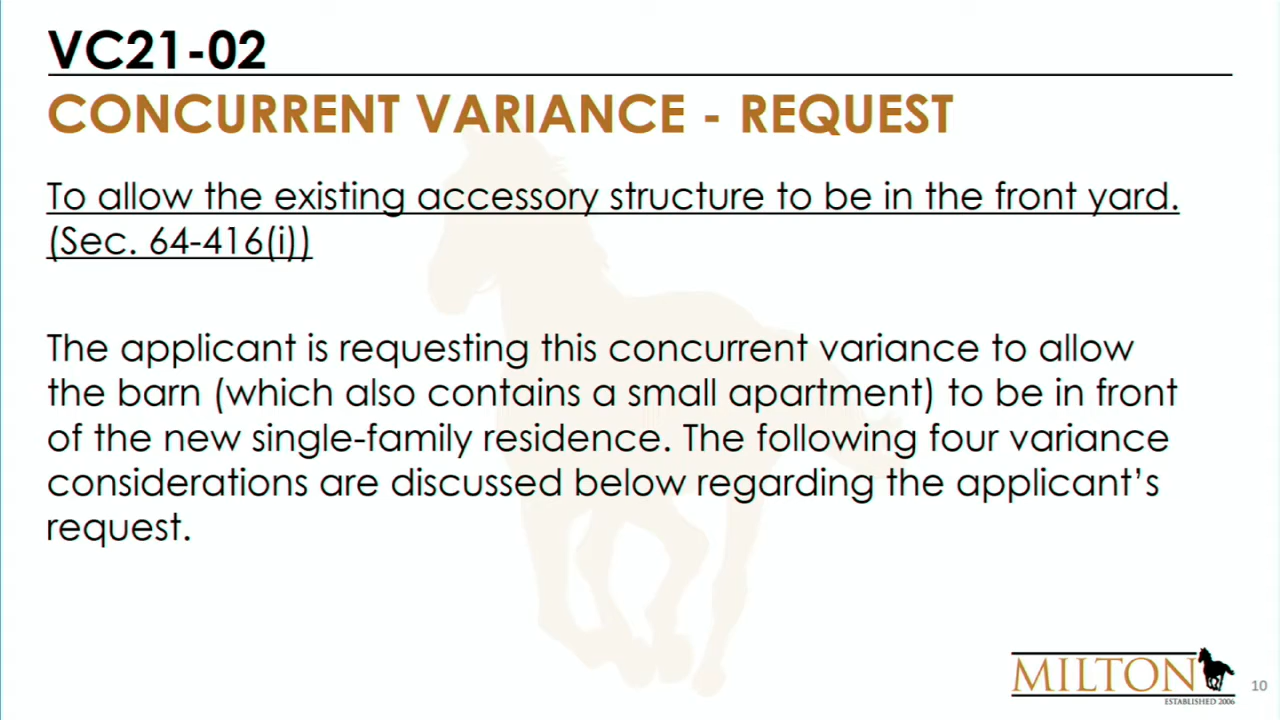 VC21-02
CONCURRENT VARIANCE - REQUEST
To allow the existing accessory structure to be in the front yard.
(Sec. 64-416(i))
The applicant is requesting this concurrent variance to allow
the barn (which also contains a small apartment) to be in front
of the new single-family residence. The following four variance
considerations are discussed below regarding the applicant’s
request.
MILTON
ESTABLISHED 2006
10